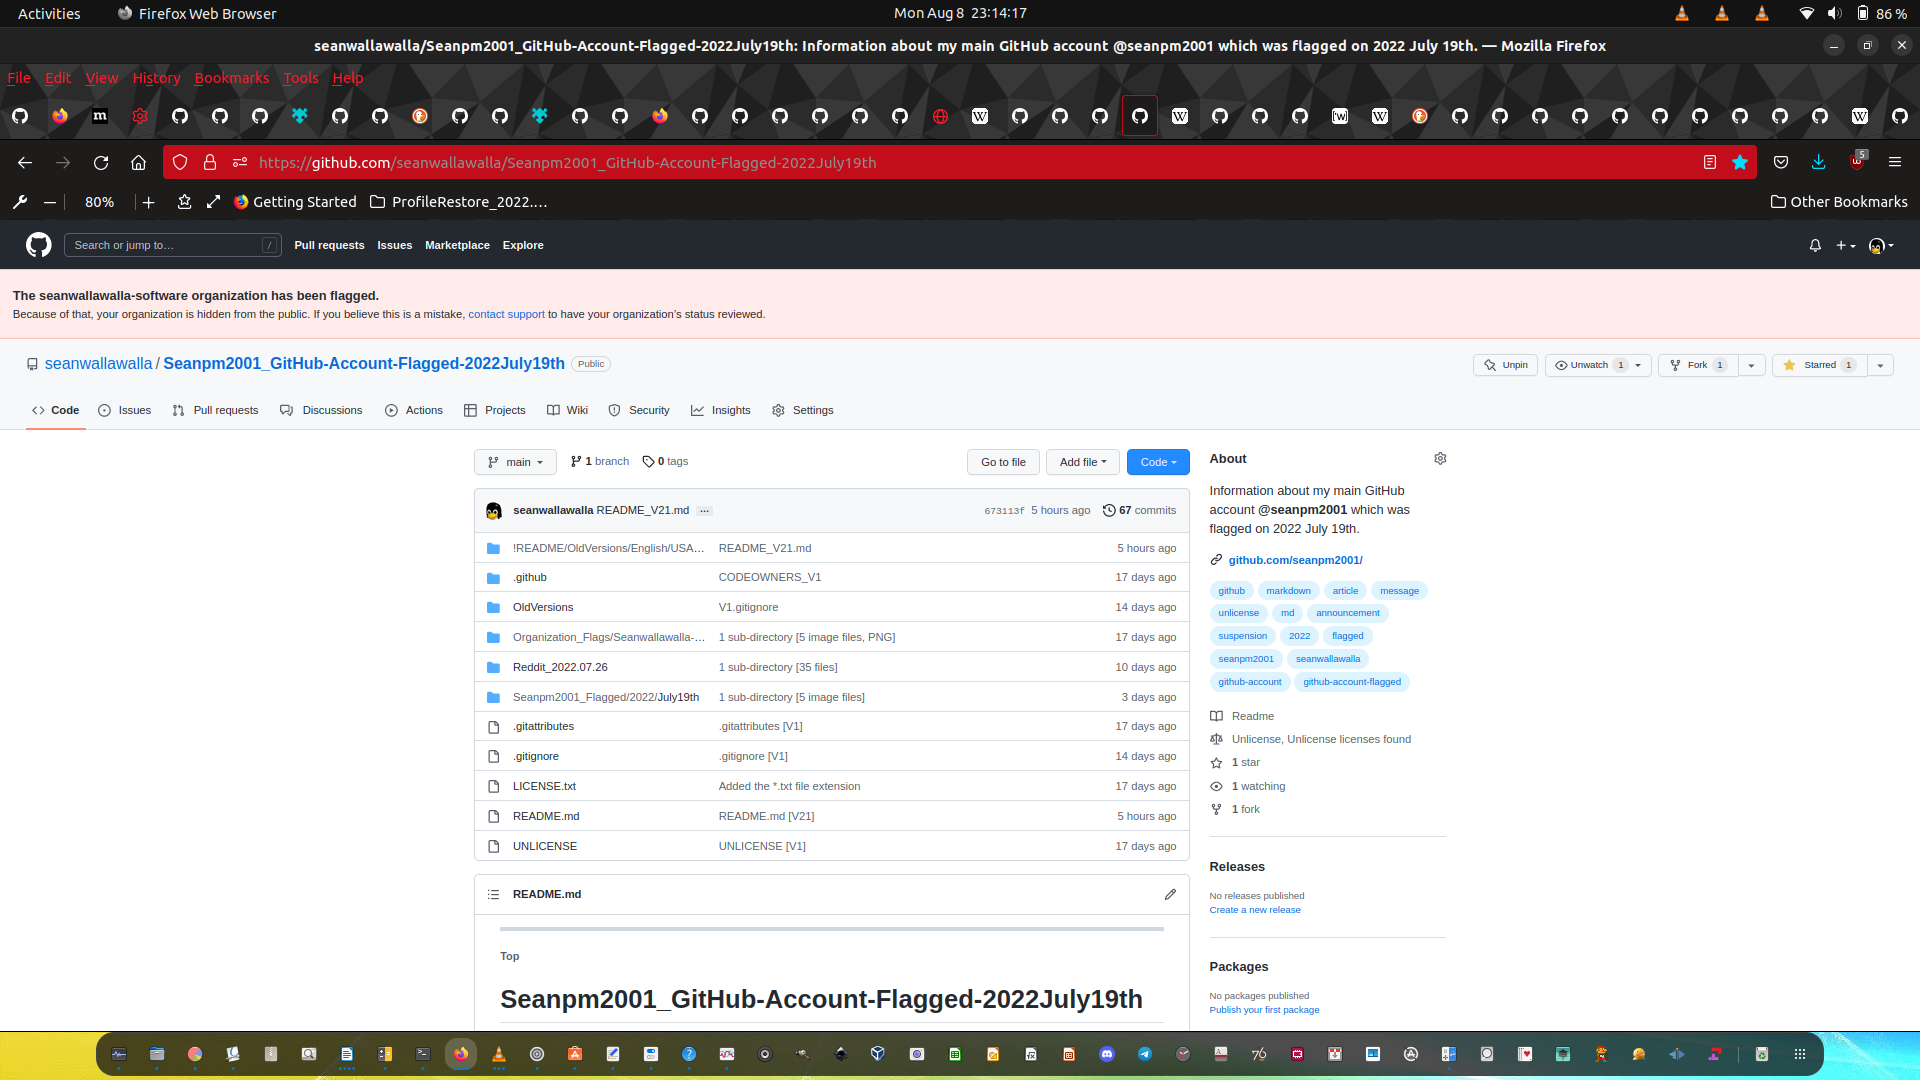 Activities Firefox Web Browser Mon Aug 8 23:14:17 86 %
seanwallawalla/Seanpm2001_GitHub-Account-Flagged-2022July19th: Information about my main GitHub account @seanpm2001 which was flagged on 2022 July 19th. — Mozilla Firefox
File Edit View History Bookmarks Tools Help
https://github.com/seanwallawalla/Seanpm2001_GitHub-Account-Flagged-2022July19th 5
80% Getting Started ProfileRestore_2022.… Other Bookmarks
Search or jump to… / Pull requests Issues Marketplace Explore
The seanwallawalla-software organization has been flagged.
Because of that, your organization is hidden from the public. If you believe this is a mistake, contact support to have your organization's status reviewed.
seanwallawalla / Seanpm2001_GitHub-Account-Flagged-2022July19th Public Unpin Unwatch 1 Fork 1 Starred 1
Code Issues Pull requests Discussions Actions Projects Wiki Security Insights Settings
main 1 branch 0 tags Go to file Add file Code
seanwallawalla README_V21.md ... 673113f 5 hours ago 67 commits
!README/OldVersions/English/USA… README_V21.md 5 hours ago
.github CODEOWNERS_V1 17 days ago
OldVersions V1.gitignore 14 days ago
Organization_Flags/Seanwallawalla-… 1 sub-directory [5 image files, PNG] 17 days ago
Reddit_2022.07.26 1 sub-directory [35 files] 10 days ago
Seanpm2001_Flagged/2022/July19th 1 sub-directory [5 image files] 3 days ago
.gitattributes .gitattributes [V1] 17 days ago
.gitignore .gitignore [V1] 14 days ago
LICENSE.txt Added the *.txt file extension 17 days ago
README.md README.md [V21] 5 hours ago
UNLICENSE UNLICENSE [V1] 17 days ago
README.md
Top
Seanpm2001_GitHub-Account-Flagged-2022July19th
About
Information about my main GitHub
account @seanpm2001 which was
flagged on 2022 July 19th.
github.com/seanpm2001/
github markdown article message
unlicense md announcement
suspension 2022 flagged
seanpm2001 seanwallawalla
github-account github-account-flagged
Readme
Unlicense, Unlicense licenses found
1 star
1 watching
1 fork
Releases
No releases published
Create a new release
Packages
No packages published
Publish your first package